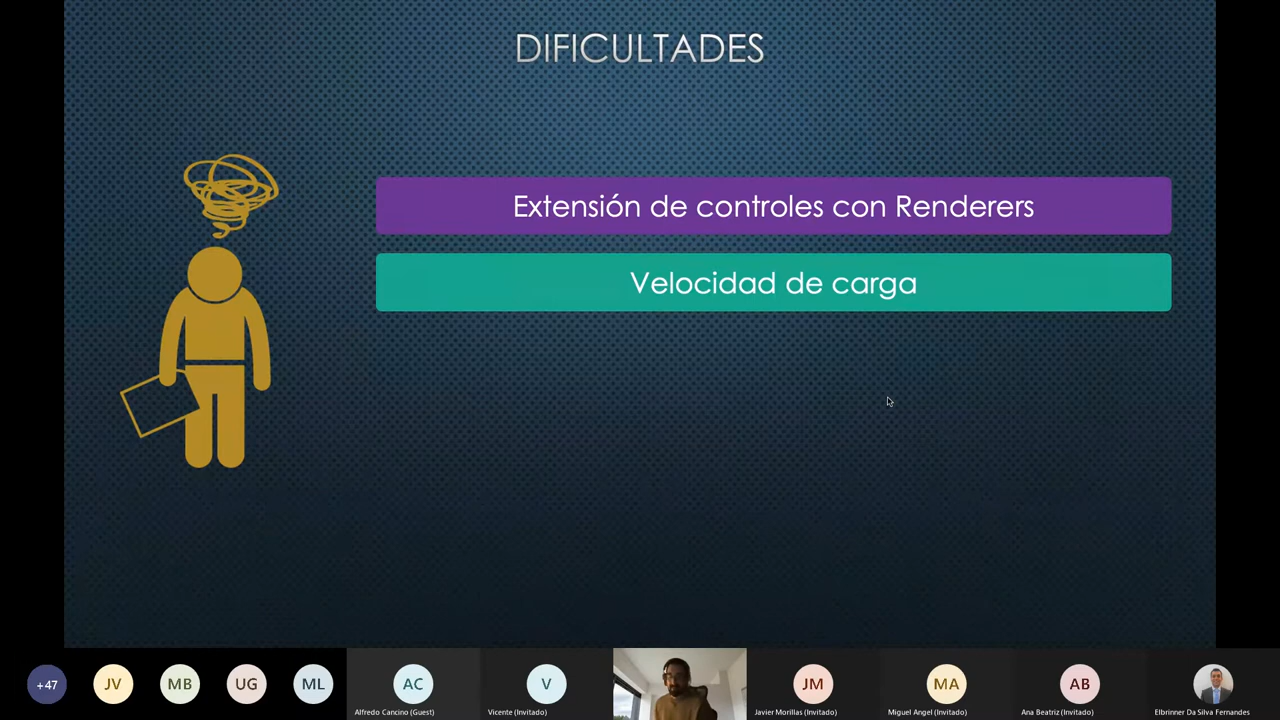 DIFICULTADES
Extensión de controles con Renderers
Velocidad de carga
+47
JV
MB
UG
ML
AC
V
JM
MA
AB
Alfredo Cancino (Guest)
Vicente (Invitado)
Javier Morillas (Invitado)
Miguel Angel (Invitado)
Ana Beatriz (Invitado)
Elbrinner Da Silva Fernandes